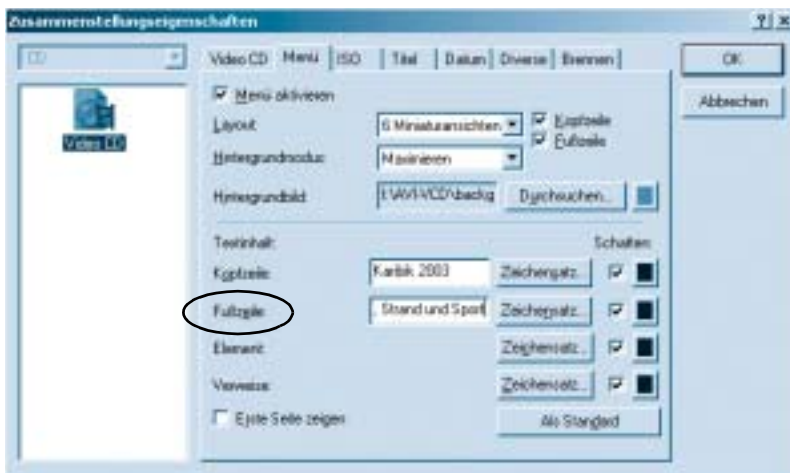 Zusammenstellungseigenschaften
CD
Video CD
Video CD Menü ISO Titel Datum Diverse Brennen
Menü aktivieren
Layout: 6 Miniaturansichten
Kopfzeile
Fußzeile
Hintergrundmodus: Maximieren
Hintergrundbild: Durchsuchen...
Textinhalt: Schatten:
Kopfzeile: Karibik 2003 Zeichensatz...
Fußzeile: , Strand und Sport Zeichensatz...
Element: Zeichensatz...
Verweise: Zeichensatz...
Erste Seite zeigen
Als Standard
OK
Abbrechen